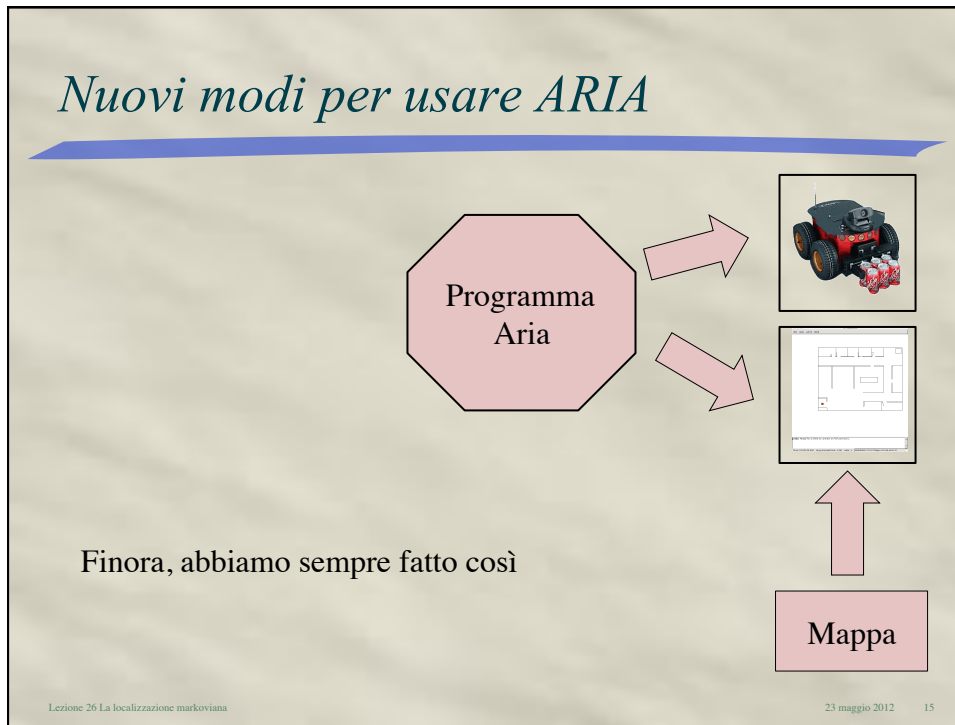 Nuovi modi per usare ARIA
Programma
Aria
Finora, abbiamo sempre fatto così
Mappa
Lezione 26 La localizzazione markoviana
23 maggio 2012
15